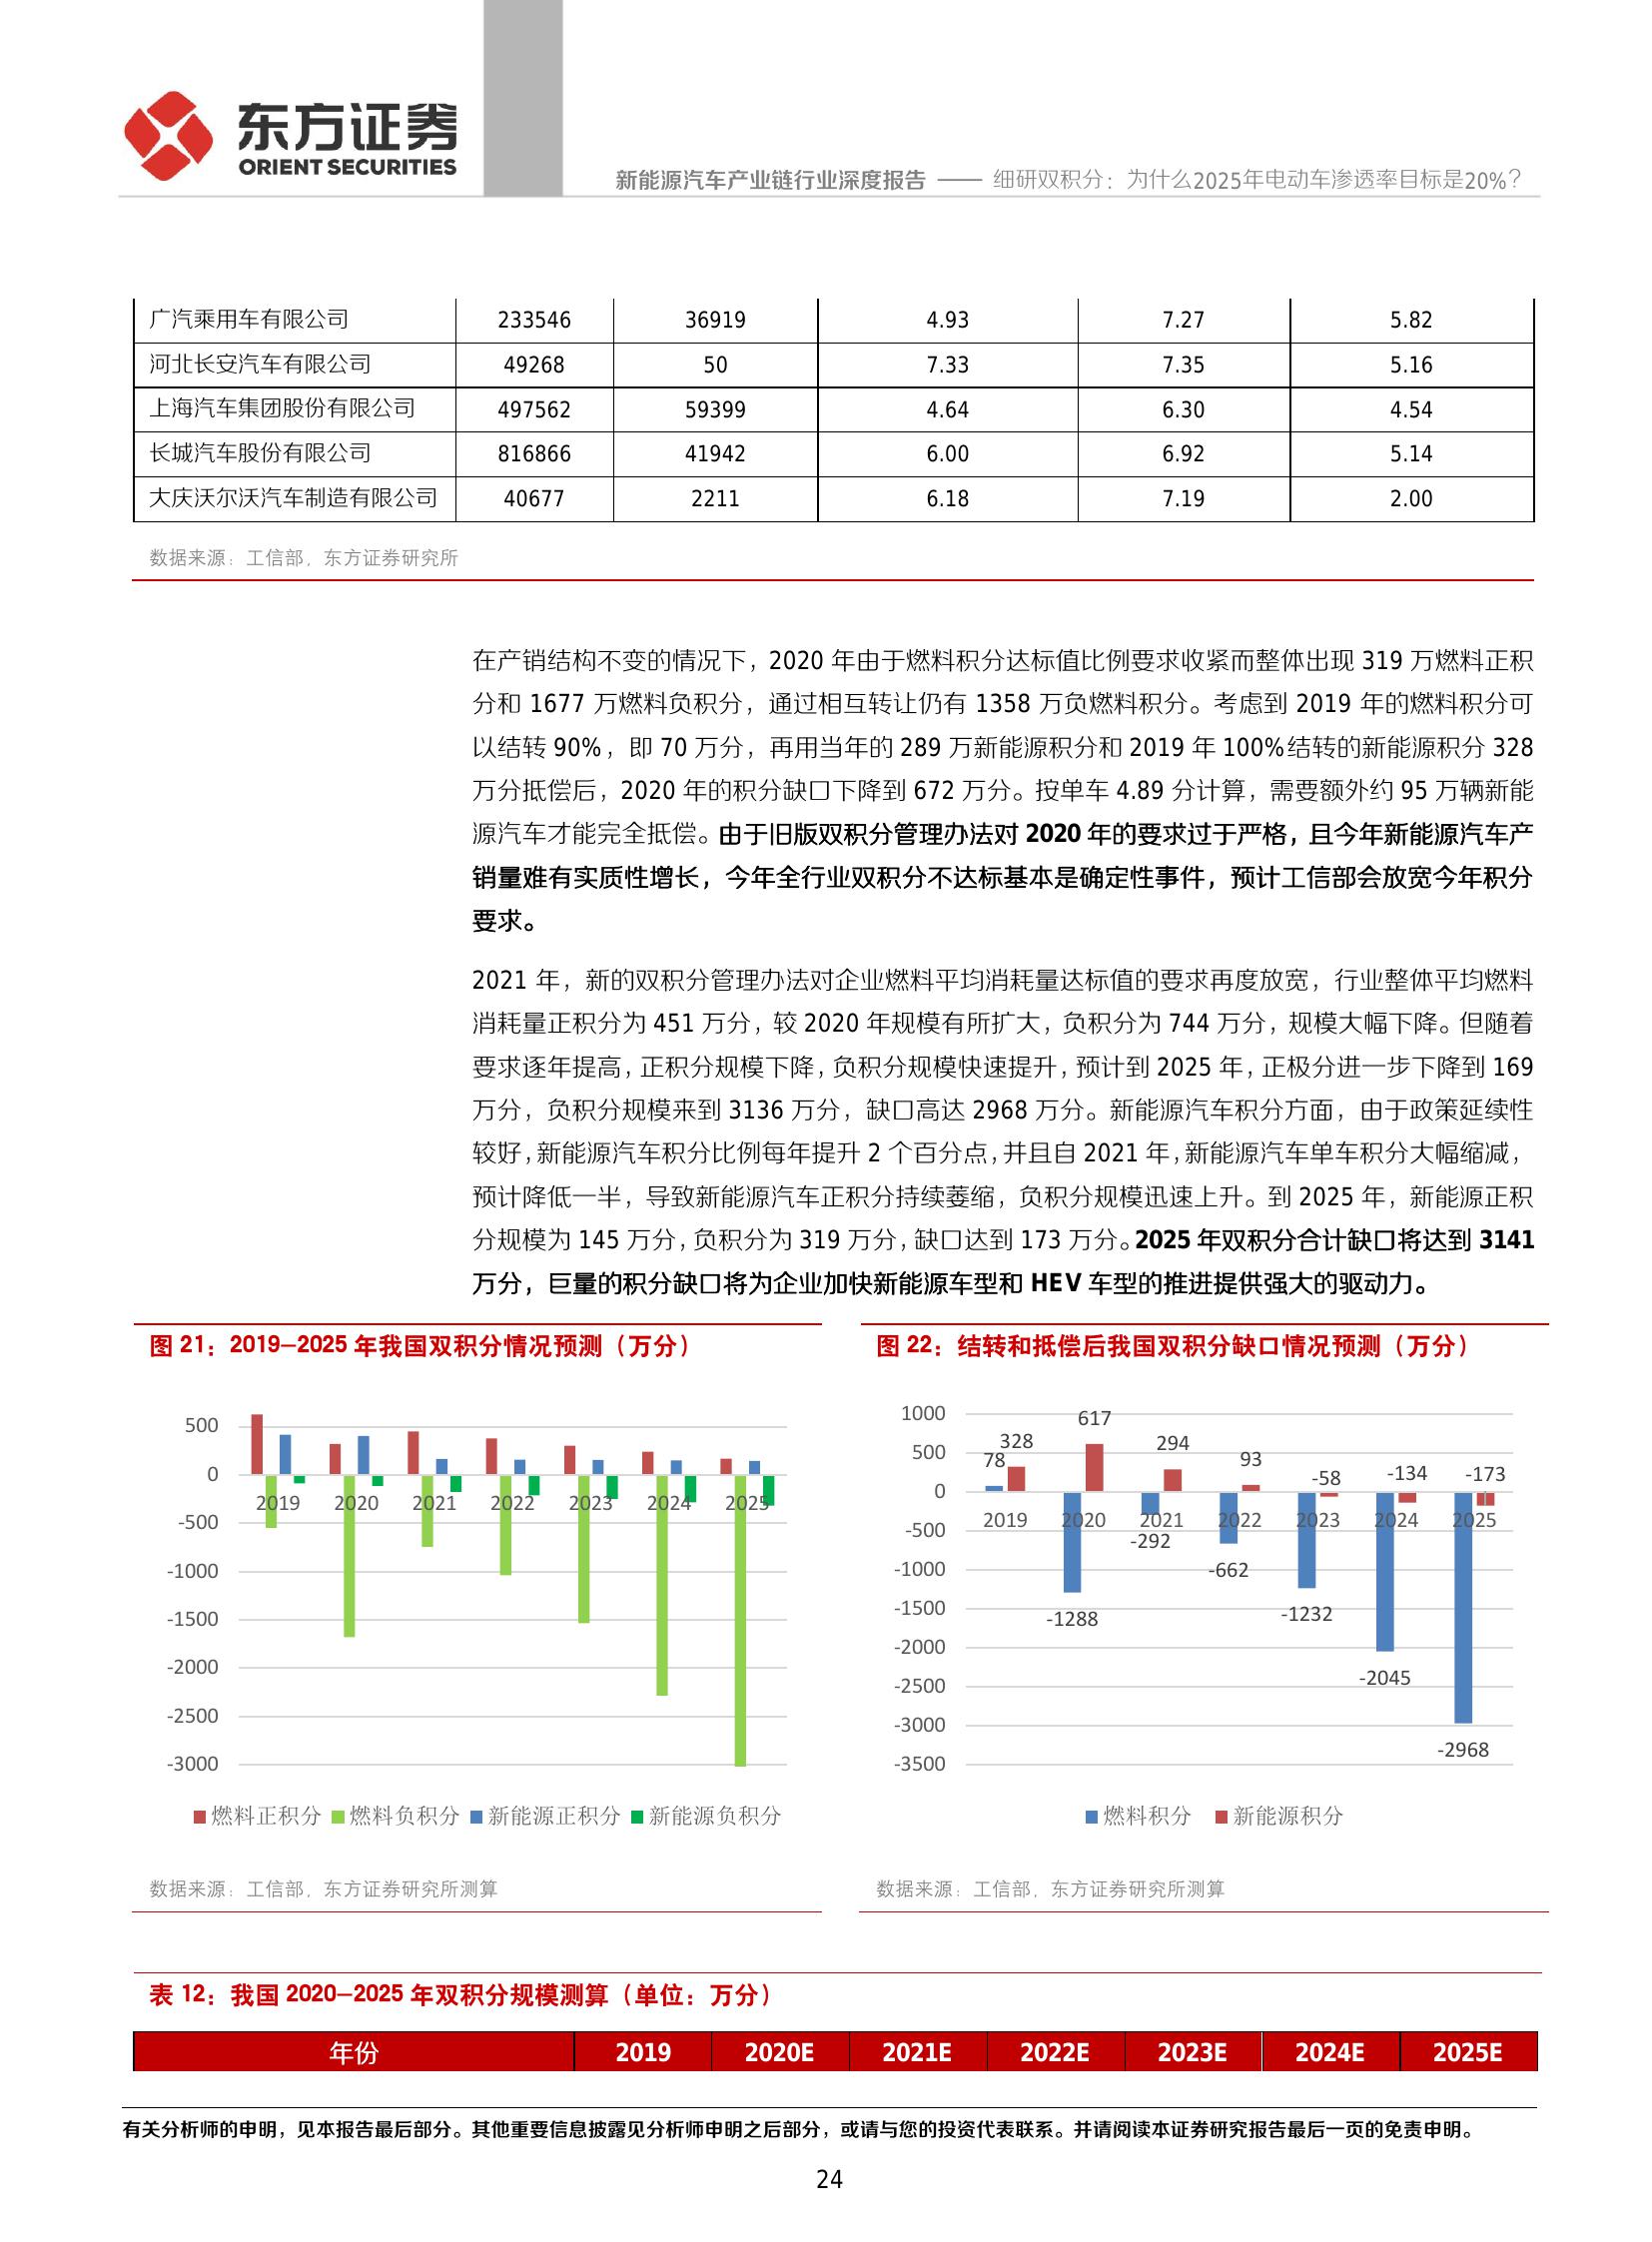 东方证券
ORIENT SECURITIES
新能源汽车产业链行业深度报告 —— 细研双积分：为什么2025年电动车渗透率目标是20%？
广汽乘用车有限公司 233546 36919 4.93 7.27 5.82
河北长安汽车有限公司 49268 50 7.33 7.35 5.16
上海汽车集团股份有限公司 497562 59399 4.64 6.30 4.54
长城汽车股份有限公司 816866 41942 6.00 6.92 5.14
大庆沃尔沃汽车制造有限公司 40677 2211 6.18 7.19 2.00
数据来源：工信部，东方证券研究所
在产销结构不变的情况下，2020 年由于燃料积分达标值比例要求收紧而整体出现 319 万燃料正积
分和 1677 万燃料负积分，通过相互转让仍有 1358 万负燃料积分。考虑到 2019 年的燃料积分可
以结转 90%，即 70 万分，再用当年的 289 万新能源积分和 2019 年 100%结转的新能源积分 328
万分抵偿后，2020 年的积分缺口下降到 672 万分。按单车 4.89 分计算，需要额外约 95 万辆新能
源汽车才能完全抵偿。由于旧版双积分管理办法对 2020 年的要求过于严格，且今年新能源汽车产
销量难有实质性增长，今年全行业双积分不达标基本是确定性事件，预计工信部会放宽今年积分
要求。
2021 年，新的双积分管理办法对企业燃料平均消耗量达标值的要求再度放宽，行业整体平均燃料
消耗量正积分为 451 万分，较 2020 年规模有所扩大，负积分为 744 万分，规模大幅下降。但随着
要求逐年提高，正积分规模下降，负积分规模快速提升，预计到 2025 年，正极分进一步下降到 169
万分，负积分规模来到 3136 万分，缺口高达 2968 万分。新能源汽车积分方面，由于政策延续性
较好，新能源汽车积分比例每年提升 2 个百分点，并且自 2021 年，新能源汽车单车积分大幅缩减，
预计降低一半，导致新能源汽车正积分持续萎缩，负积分规模迅速上升。到 2025 年，新能源正积
分规模为 145 万分，负积分为 319 万分，缺口达到 173 万分。2025 年双积分合计缺口将达到 3141
万分，巨量的积分缺口将为企业加快新能源车型和 HEV 车型的推进提供强大的驱动力。
图 21：2019–2025 年我国双积分情况预测（万分）
500
0
2019 2020 2021 2022 2023 2024 2025
-500
-1000
-1500
-2000
-2500
-3000
燃料正积分 燃料负积分 新能源正积分 新能源负积分
数据来源：工信部，东方证券研究所测算
图 22：结转和抵偿后我国双积分缺口情况预测（万分）
1000
617
328 294
500
78 93
-58 -134 -173
0
2019 2020 2021 2022 2023 2024 2025
-500
-292
-662
-1000
-1288 -1232
-1500
-2000
-2045
-2500
-3000
-2968
-3500
燃料积分 新能源积分
数据来源：工信部，东方证券研究所测算
表 12：我国 2020–2025 年双积分规模测算（单位：万分）
年份 2019 2020E 2021E 2022E 2023E 2024E 2025E
有关分析师的申明，见本报告最后部分。其他重要信息披露见分析师申明之后部分，或请与您的投资代表联系。并请阅读本证券研究报告最后一页的免责申明。
24